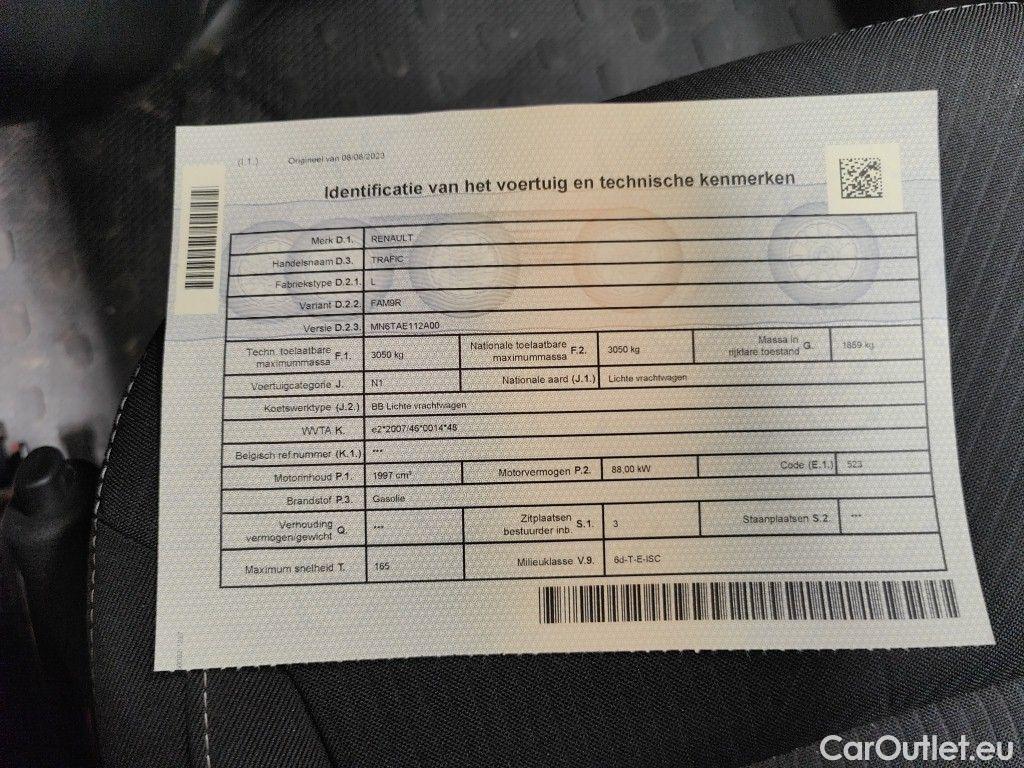 (I.1.) Origineel van 08/08/2023
Identificatie van het voertuig en technische kenmerken
Merk D.1. RENAULT
Handelsnaam D.3. TRAFIC
Fabriekstype D.2.1. L
Variant D.2.2. FAM9R
Versie D.2.3. MN6TAE112A00
Techn. toelaatbare maximummassa F.1. 3050 kg Nationale toelaatbare maximummassa F.2. 3050 kg Massa in rijklare toestand G. 1859 kg
Voertuigcategorie J. N1 Nationale aard (J.1.) Lichte vrachtwagen
Koetswerktype (J.2.) BB Lichte vrachtwagen
WVTA K. e2*2007/46*0014*48
Belgisch ref.nummer (K.1.) ***
Motorinhoud P.1. 1997 cm³ Motorvermogen P.2. 88,00 kW Code (E.1.) 523
Brandstof P.3. Gasolie
Verhouding vermogen/gewicht Q. *** Zitplaatsen bestuurder inb. S.1. 3 Staanplaatsen S.2. ***
Maximum snelheid T. 165 Milieuklasse V.9. 6d-T-E-ISC
CarOutlet.eu